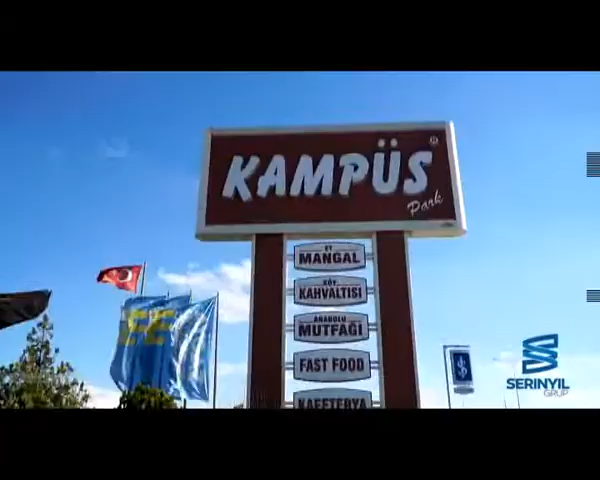 KAMPÜS
Park
ET
MANGAL
KÖY
KAHVALTISI
ANADOLU
MUTFAĞI
FAST FOOD
KAFETERYA
SERINYIL
GRUP